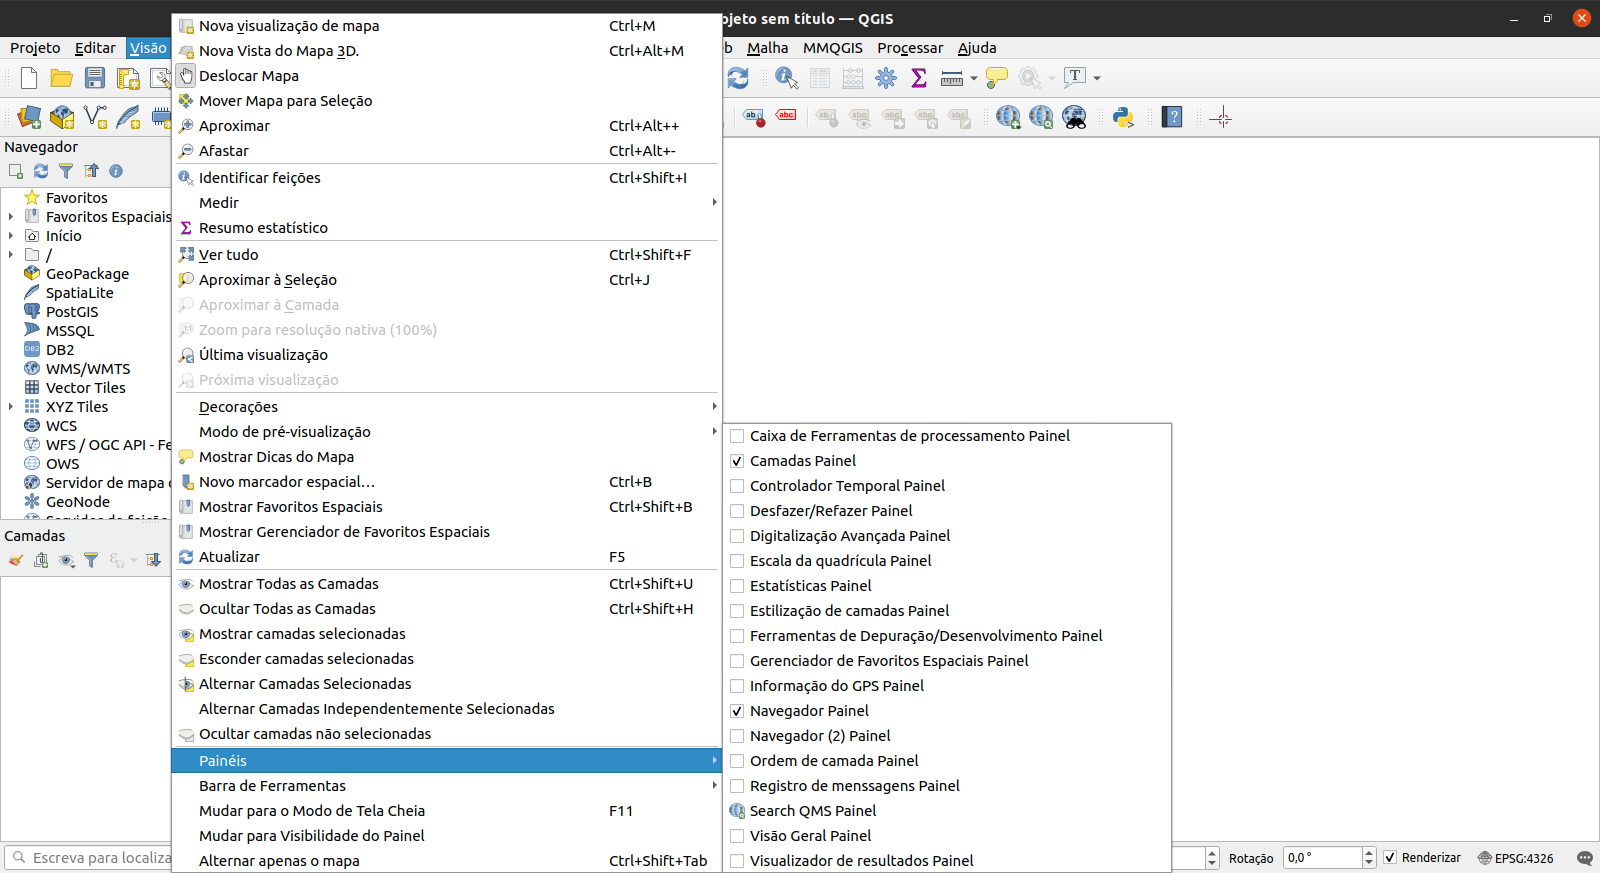 bjeto sem título — QGIS
Projeto Editar Visão
b Malha MMQGIS Processar Ajuda
Navegador
Favoritos
Favoritos Espaciais
Início
/
GeoPackage
SpatiaLite
PostGIS
MSSQL
DB2
WMS/WMTS
Vector Tiles
XYZ Tiles
WCS
WFS / OGC API - Fe
OWS
Servidor de mapa
GeoNode
Servidor de feição
Camadas
Escreva para localiza
Nova visualização de mapa Ctrl+M
Nova Vista do Mapa 3D. Ctrl+Alt+M
Deslocar Mapa
Mover Mapa para Seleção
Aproximar Ctrl+Alt++
Afastar Ctrl+Alt+-
Identificar feições Ctrl+Shift+I
Medir
Resumo estatístico
Ver tudo Ctrl+Shift+F
Aproximar à Seleção Ctrl+J
Aproximar à Camada
Zoom para resolução nativa (100%)
Última visualização
Próxima visualização
Decorações
Modo de pré-visualização
Mostrar Dicas do Mapa
Novo marcador espacial… Ctrl+B
Mostrar Favoritos Espaciais Ctrl+Shift+B
Mostrar Gerenciador de Favoritos Espaciais
Atualizar F5
Mostrar Todas as Camadas Ctrl+Shift+U
Ocultar Todas as Camadas Ctrl+Shift+H
Mostrar camadas selecionadas
Esconder camadas selecionadas
Alternar Camadas Selecionadas
Alternar Camadas Independentemente Selecionadas
Ocultar camadas não selecionadas
Painéis
Barra de Ferramentas
Mudar para o Modo de Tela Cheia F11
Mudar para Visibilidade do Painel
Alternar apenas o mapa Ctrl+Shift+Tab
Caixa de Ferramentas de processamento Painel
Camadas Painel
Controlador Temporal Painel
Desfazer/Refazer Painel
Digitalização Avançada Painel
Escala da quadrícula Painel
Estatísticas Painel
Estilização de camadas Painel
Ferramentas de Depuração/Desenvolvimento Painel
Gerenciador de Favoritos Espaciais Painel
Informação do GPS Painel
Navegador Painel
Navegador (2) Painel
Ordem de camada Painel
Registro de menssagens Painel
Search QMS Painel
Visão Geral Painel
Visualizador de resultados Painel
Rotação 0,0 ° Renderizar EPSG:4326